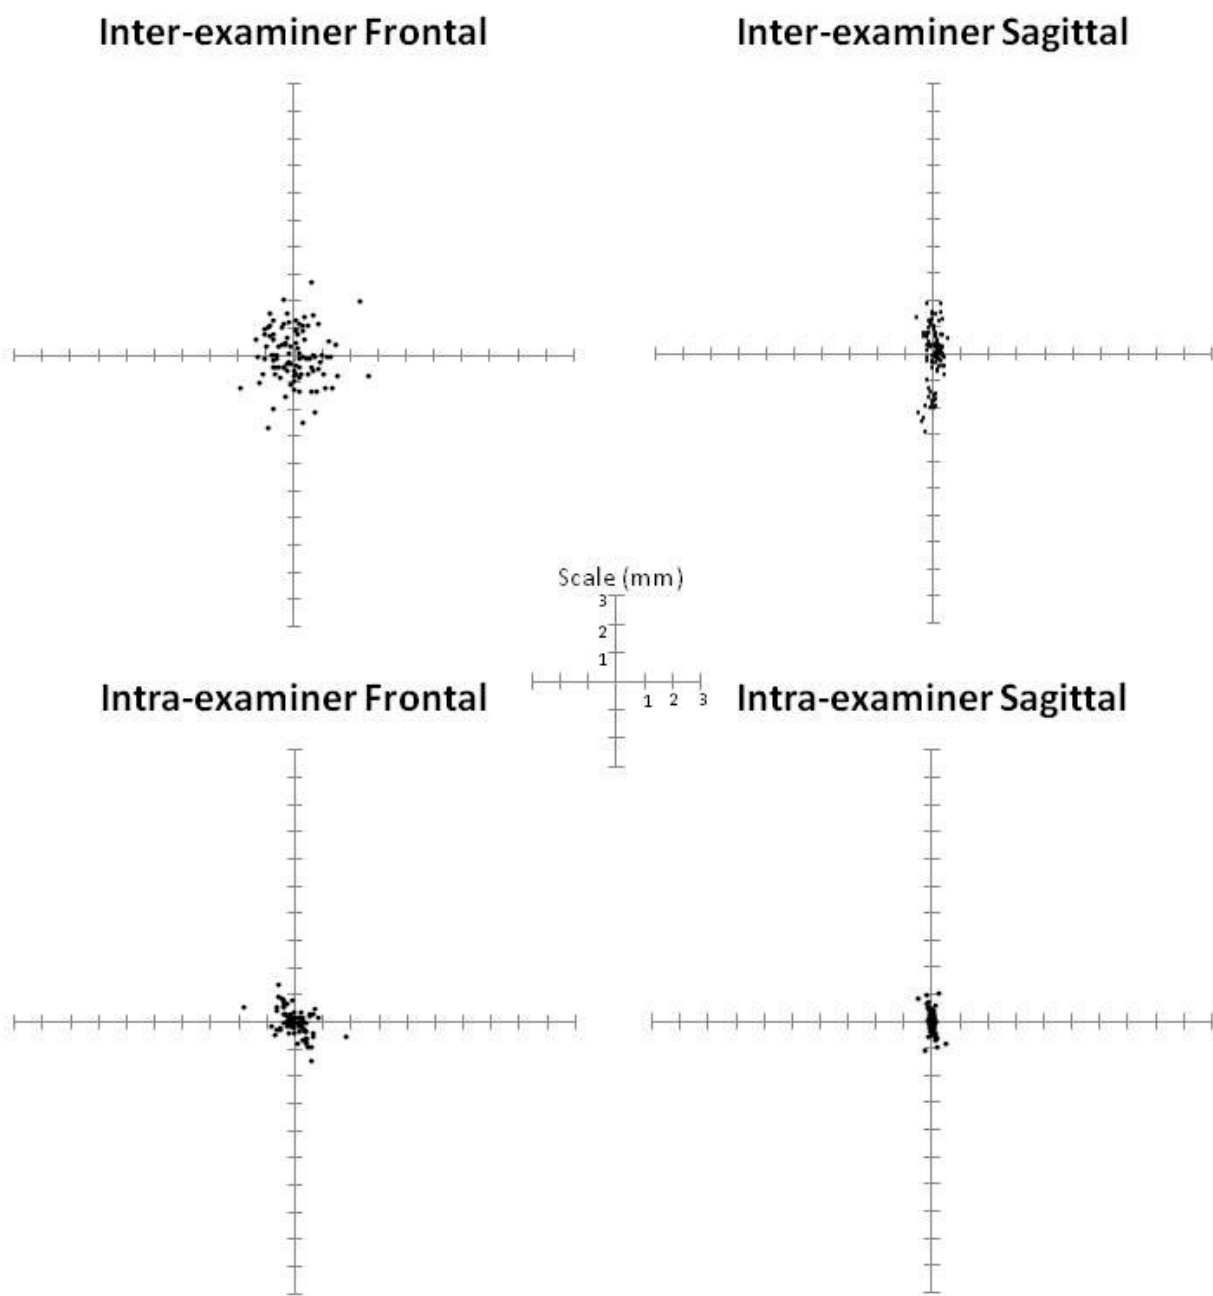 Inter-examiner Frontal
Inter-examiner Sagittal
Scale (mm)
3
2
1
1 2 3
Intra-examiner Frontal
Intra-examiner Sagittal